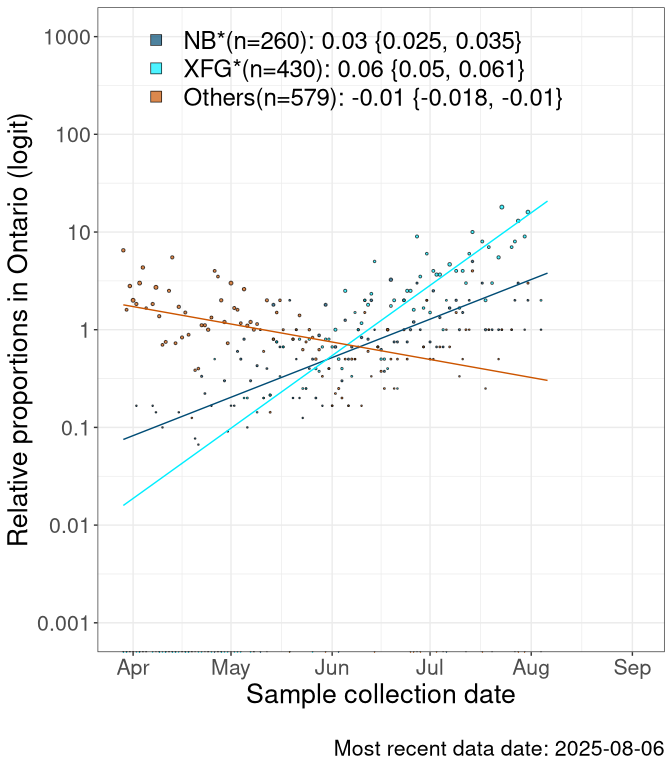 1000
100
10
1
0.1
0.01
0.001
Relative proportions in Ontario (logit)
NB*(n=260): 0.03 {0.025, 0.035}
XFG*(n=430): 0.06 {0.05, 0.061}
Others(n=579): -0.01 {-0.018, -0.01}
Apr May Jun Jul Aug Sep
Sample collection date
Most recent data date: 2025-08-06